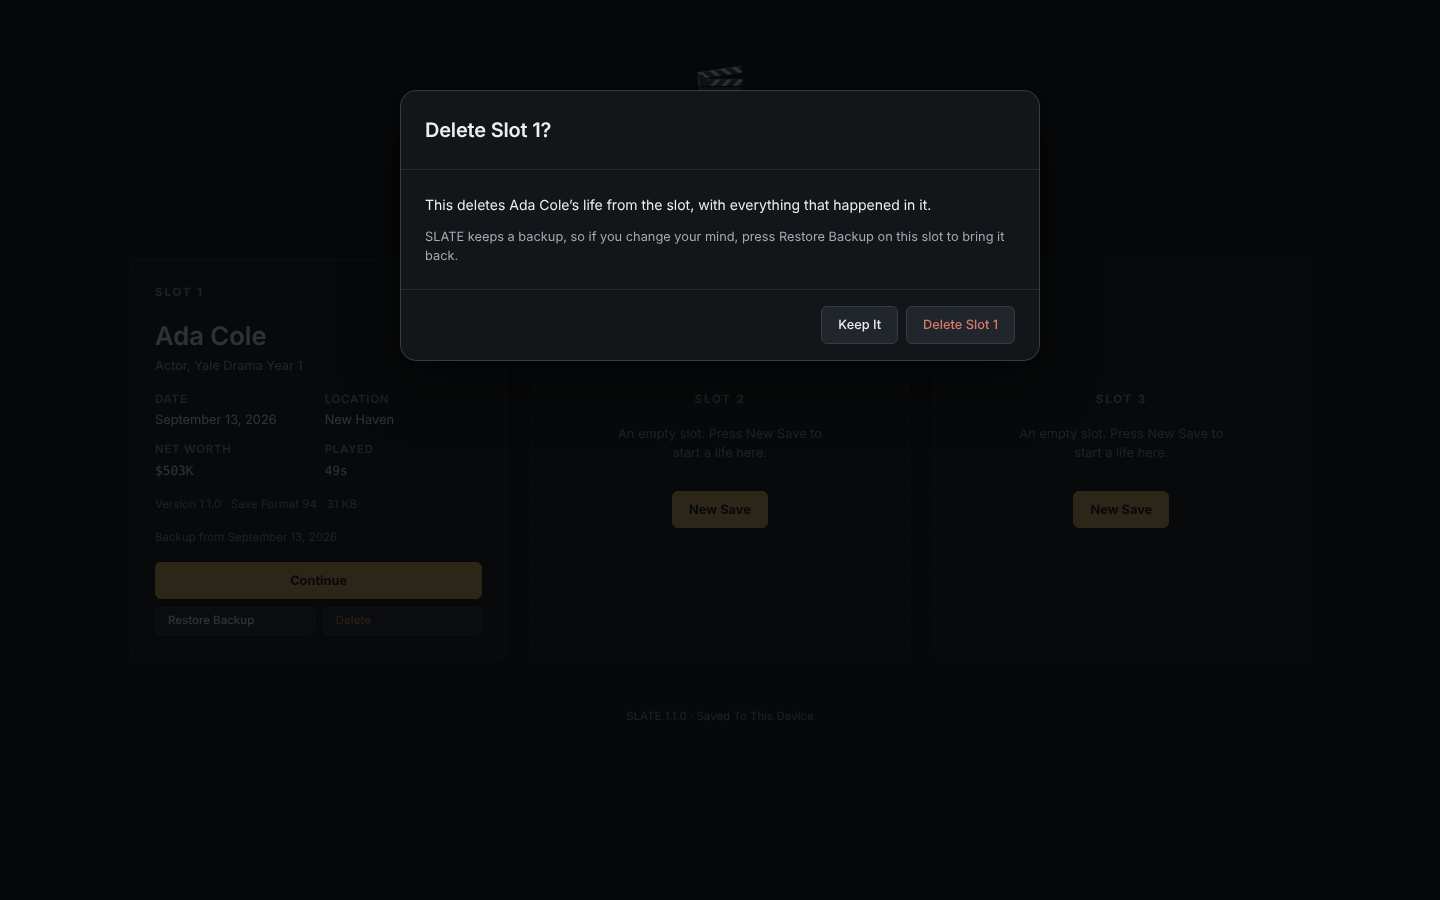 Delete Slot 1?
This deletes Ada Cole’s life from the slot, with everything that happened in it.
SLATE keeps a backup, so if you change your mind, press Restore Backup on this slot to bring it
back.
Keep It
Delete Slot 1
SLOT 1
Ada Cole
Actor, Yale Drama Year 1
DATE
LOCATION
September 13, 2026
New Haven
NET WORTH
PLAYED
$503K
49s
Version 1.1.0 · Save Format 94 · 31 KB
Backup from September 13, 2026
Continue
Restore Backup
Delete
SLOT 2
An empty slot. Press New Save to
start a life here.
New Save
SLOT 3
An empty slot. Press New Save to
start a life here.
New Save
SLATE 1.1.0 · Saved To This Device